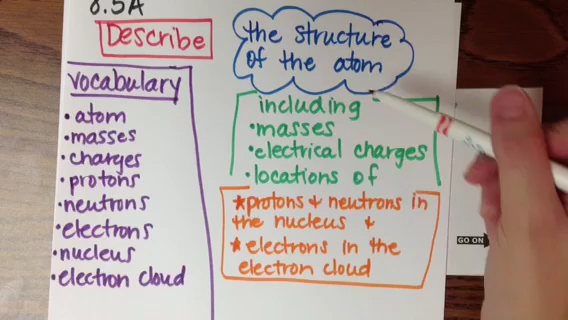 8.5A
Describe
the structure
of the atom
vocabulary
• atom
• masses
• charges
• protons
• neutrons
• electrons
• nucleus
• electron cloud
including
• masses
• electrical charges
• locations of
★protons & neutrons in
the nucleus &
★electrons in the
electron cloud
GO ON